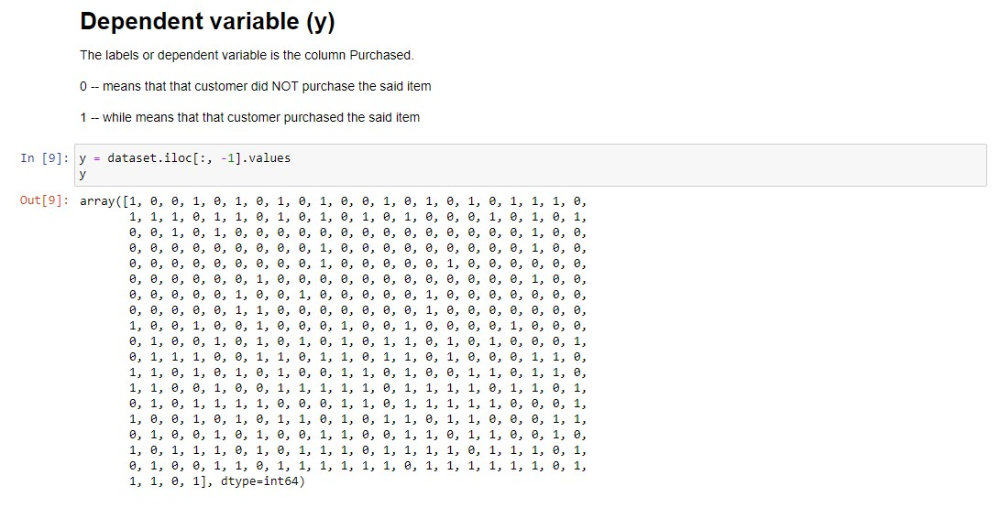 Dependent variable (y)
The labels or dependent variable is the column Purchased.
0 -- means that that customer did NOT purchase the said item
1 -- while means that that customer purchased the said item
In [9]: y = dataset.iloc[:, -1].values
y
Out[9]: array([1, 0, 0, 1, 0, 1, 0, 1, 0, 1, 0, 0, 1, 0, 1, 0, 1, 0, 1, 1, 1, 0,
1, 1, 1, 0, 1, 1, 0, 1, 0, 1, 0, 1, 0, 1, 0, 0, 0, 1, 0, 1, 0, 1,
0, 0, 1, 0, 1, 0, 0, 0, 0, 0, 0, 0, 0, 0, 0, 0, 0, 0, 0, 1, 0, 0,
0, 0, 0, 0, 0, 0, 0, 0, 0, 1, 0, 0, 0, 0, 0, 0, 0, 0, 0, 1, 0, 0,
0, 0, 0, 0, 0, 0, 0, 0, 0, 1, 0, 0, 0, 0, 0, 1, 0, 0, 0, 0, 0, 0,
0, 0, 0, 0, 0, 0, 1, 0, 0, 0, 0, 0, 0, 0, 0, 0, 0, 0, 0, 1, 0, 0,
0, 0, 0, 0, 0, 1, 0, 0, 1, 0, 0, 0, 0, 0, 1, 0, 0, 0, 0, 0, 0, 0,
0, 0, 0, 0, 0, 1, 1, 0, 0, 0, 0, 0, 0, 0, 1, 0, 0, 0, 0, 0, 0, 0,
1, 0, 0, 1, 0, 0, 1, 0, 0, 0, 1, 0, 0, 1, 0, 0, 0, 0, 1, 0, 0, 0,
0, 1, 0, 0, 1, 0, 1, 0, 1, 0, 1, 0, 1, 1, 0, 1, 0, 1, 0, 0, 0, 1,
0, 1, 1, 1, 0, 0, 1, 1, 0, 1, 1, 0, 1, 1, 0, 1, 0, 0, 0, 1, 1, 0,
1, 1, 0, 1, 0, 1, 0, 1, 0, 0, 1, 1, 0, 1, 0, 0, 1, 1, 0, 1, 1, 0,
1, 1, 0, 0, 1, 0, 0, 1, 1, 1, 1, 1, 0, 1, 1, 1, 1, 0, 1, 1, 0, 1,
0, 1, 0, 1, 1, 1, 1, 0, 0, 0, 1, 1, 0, 1, 1, 1, 1, 1, 0, 0, 0, 1,
1, 0, 0, 1, 0, 1, 0, 1, 1, 0, 1, 0, 1, 1, 0, 1, 1, 0, 0, 0, 1, 1,
0, 1, 0, 0, 1, 0, 1, 0, 0, 1, 1, 0, 0, 1, 1, 0, 1, 1, 0, 0, 1, 0,
1, 0, 1, 1, 1, 0, 1, 0, 1, 1, 1, 0, 1, 1, 1, 1, 0, 1, 1, 1, 0, 1,
0, 1, 0, 0, 1, 1, 0, 1, 1, 1, 1, 1, 1, 0, 1, 1, 1, 1, 1, 1, 0, 1,
1, 1, 0, 1], dtype=int64)